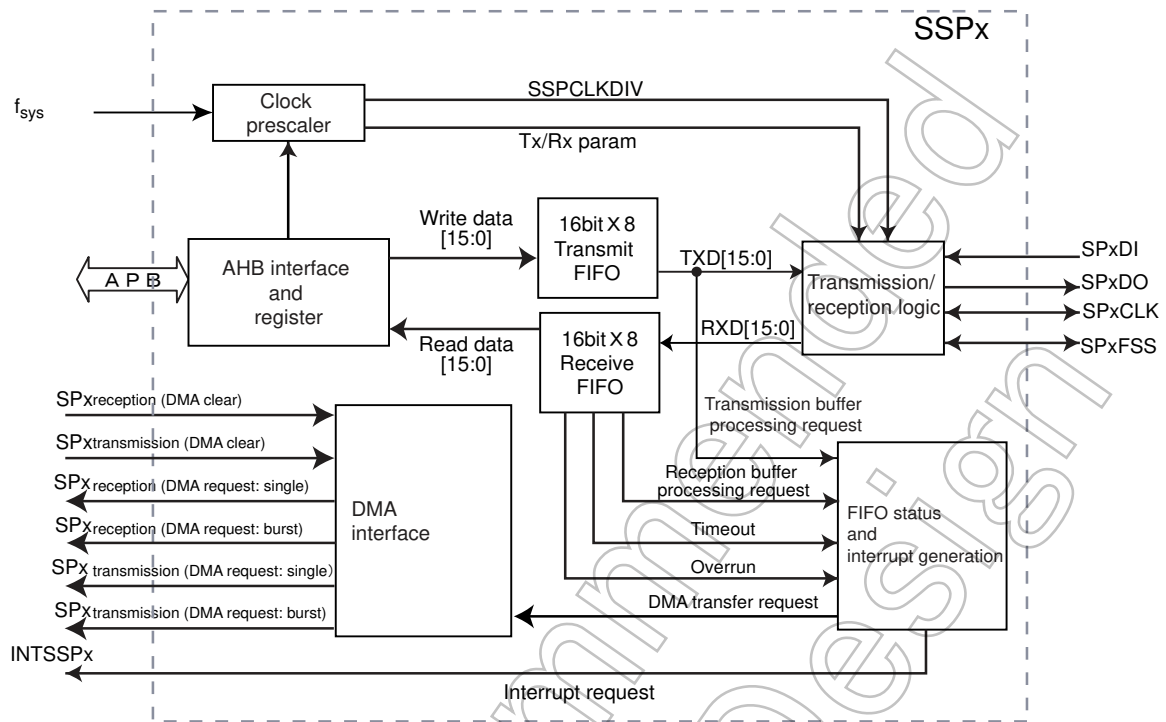 SSPx
fsys
Clock
prescaler
SSPCLKDIV
Tx/Rx param
Write data
[15:0]
16bit X 8
Transmit
FIFO
TXD[15:0]
APB
AHB interface
and
register
Transmission/
reception logic
SPxDI
SPxDO
SPxCLK
SPxFSS
Read data
[15:0]
16bit X 8
Receive
FIFO
RXD[15:0]
SPxreception (DMA clear)
SPxtransmission (DMA clear)
SPxreception (DMA request: single)
SPxreception (DMA request: burst)
SPx transmission (DMA request: single)
SPxtransmission (DMA request: burst)
DMA
interface
Transmission buffer
processing request
Reception buffer
processing request
Timeout
Overrun
DMA transfer request
FIFO status
and
interrupt generation
INTSSPx
Interrupt request
mmended
Design